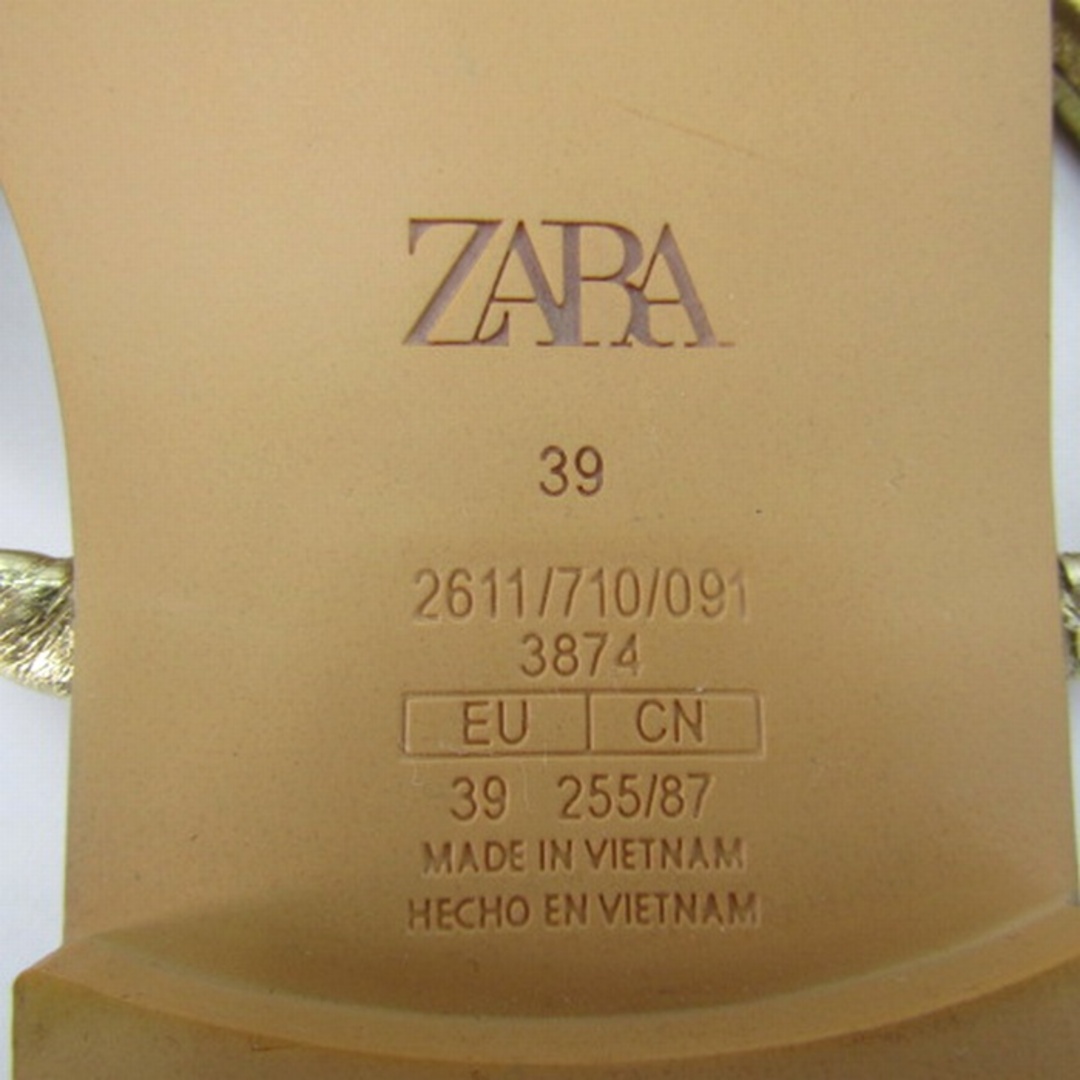 ZARA
39
2611/710/091
3874
EU CN
39 255/87
MADE IN VIETNAM
HECHO EN VIETNAM